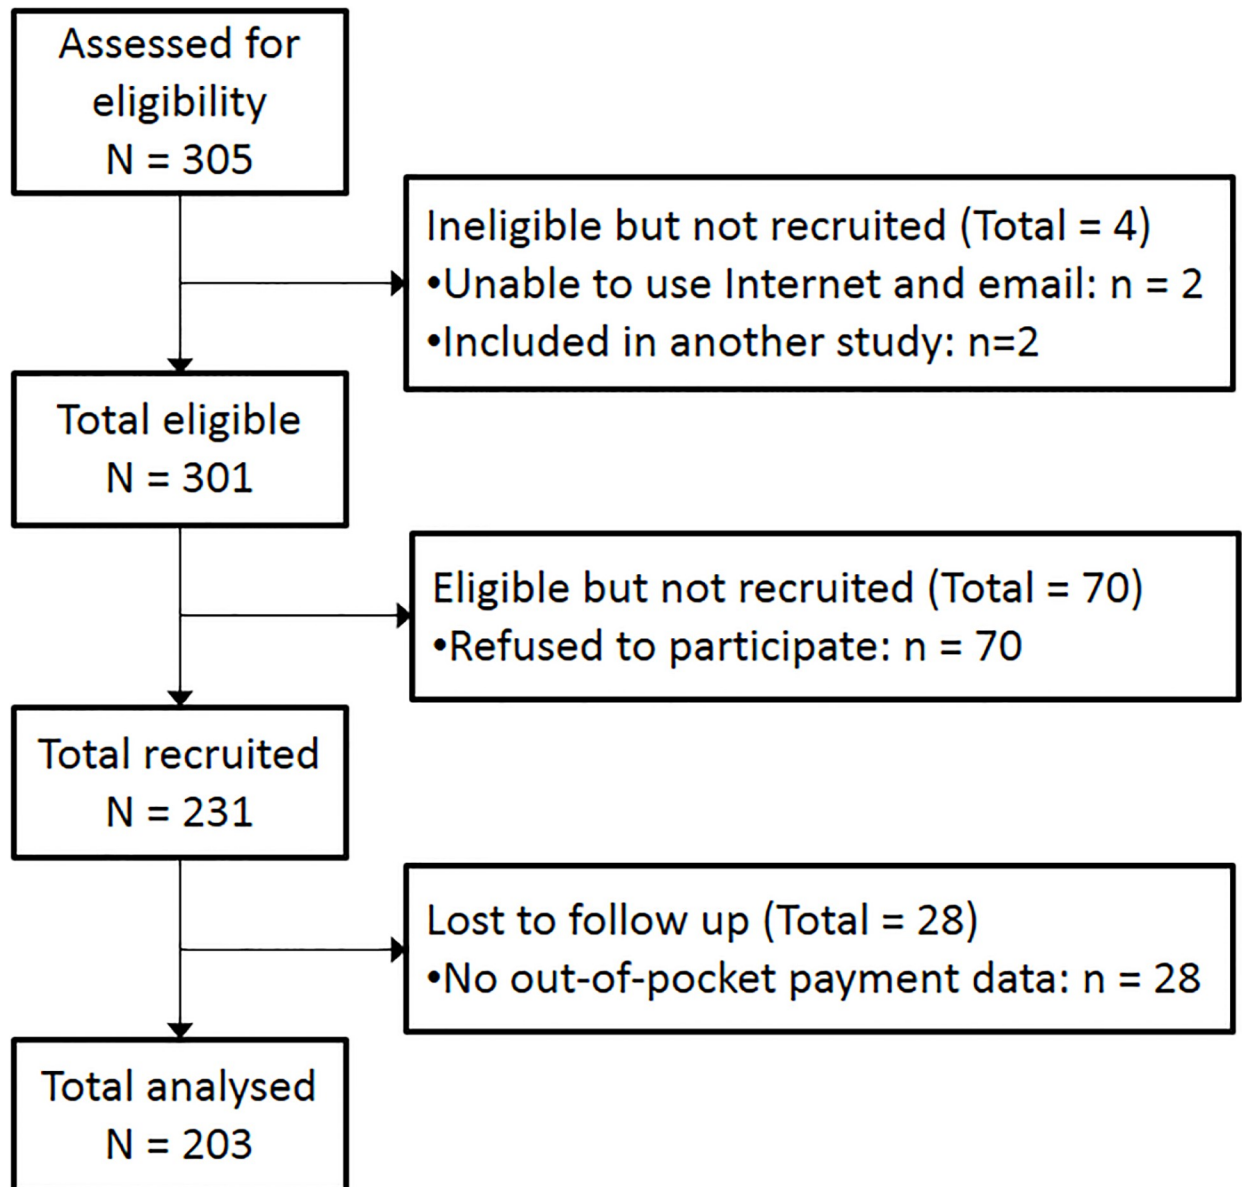 Assessed for
eligibility
N = 305
Ineligible but not recruited (Total = 4)
•Unable to use Internet and email: n = 2
•Included in another study: n=2
Total eligible
N = 301
Eligible but not recruited (Total = 70)
•Refused to participate: n = 70
Total recruited
N = 231
Lost to follow up (Total = 28)
•No out-of-pocket payment data: n = 28
Total analysed
N = 203